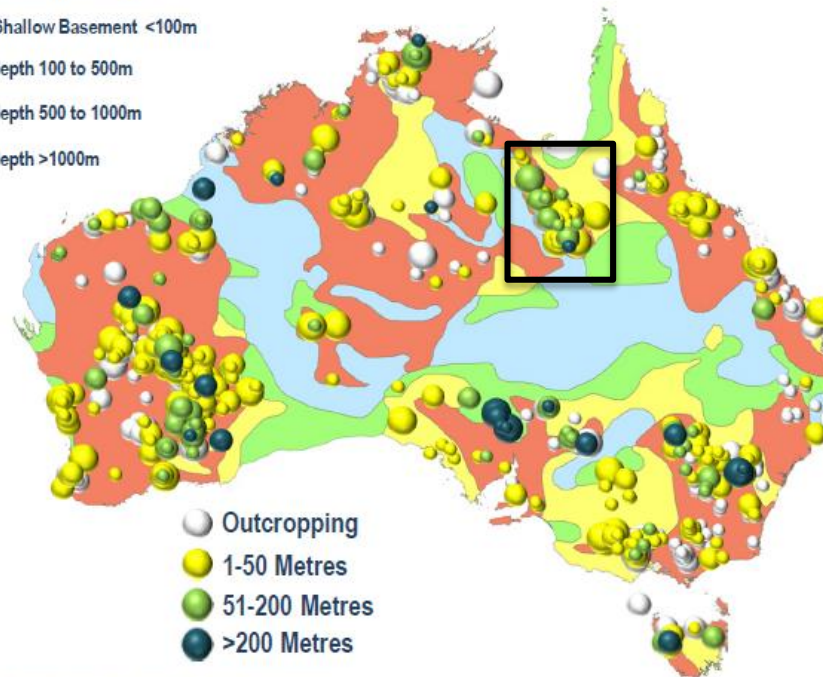 Shallow Basement <100m
epth 100 to 500m
epth 500 to 1000m
epth >1000m
Outcropping
1-50 Metres
51-200 Metres
>200 Metres